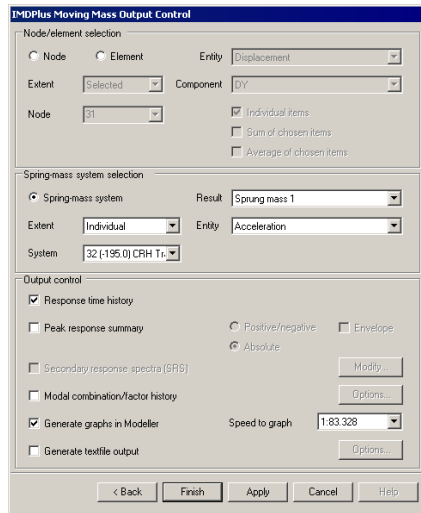 IMDPlus Moving Mass Output Control
Node/element selection
Node Element Entity Displacement
Extent Selected Component DY
Node 31 Individual items
Sum of chosen items
Average of chosen items
Spring-mass system selection
Spring-mass system Result Sprung mass 1
Extent Individual Entity Acceleration
System 32 (-195.0) CRH Tr
Output control
Response time history
Peak response summary Positive/negative Envelope
Absolute
Secondary response spectra (SRS) Modify...
Modal combination/factor history Options...
Generate graphs in Modeller Speed to graph 1:83.328
Generate textfile output Options...
< Back Finish Apply Cancel Help